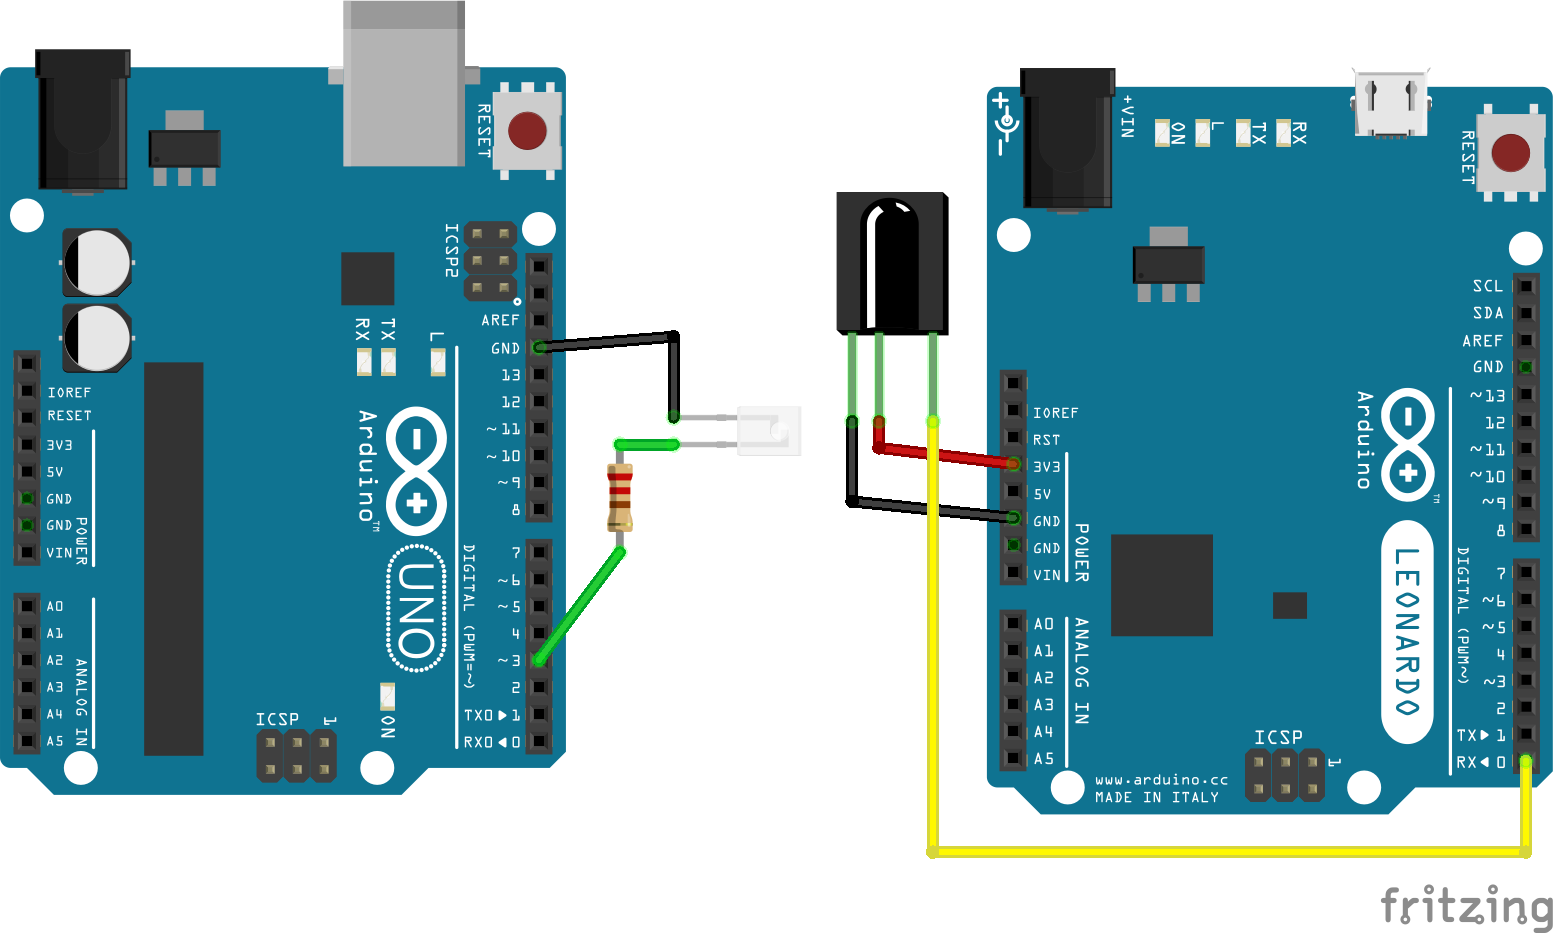 RESET
ICSP2
AREF
GND
13
12
~11
~10
~9
8
7
~6
~5
4
~3
2
TX0▶1
RX0◀0
DIGITAL (PWM=~)
RX
TX
L
Arduino
TM
UNO
ON
IOREF
RESET
3V3
5V
GND
GND
VIN
POWER
A0
A1
A2
A3
A4
A5
ANALOG IN
ICSP
1
+
-
+VIN
ON
L
TX
RX
RESET
IOREF
RST
3V3
5V
GND
GND
VIN
POWER
A0
A1
A2
A3
A4
A5
ANALOG IN
SCL
SDA
AREF
GND
~13
12
~11
~10
~9
8
7
~6
~5
4
~3
2
TX▶1
RX◀0
DIGITAL (PWM~)
Arduino
TM
LEONARDO
ICSP
1
www.arduino.cc
MADE IN ITALY
fritzing